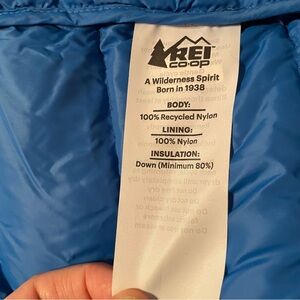 REI
CO·OP
A Wilderness Spirit
Born in 1938
BODY:
100% Recycled Nylon
LINING:
100% Nylon
INSULATION:
Down (Minimum 80%)